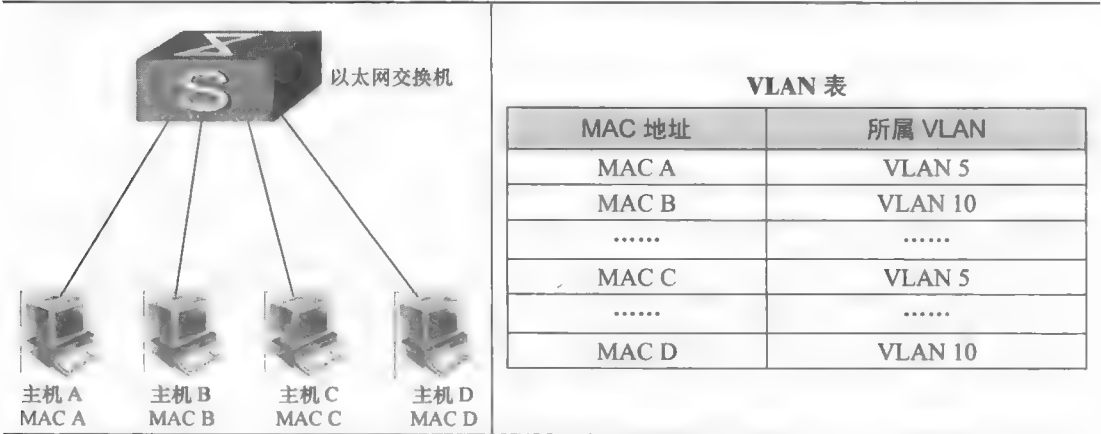 以太网交换机
主机 A
MAC A
主机 B
MAC B
主机 C
MAC C
主机 D
MAC D
VLAN 表
MAC 地址 所属 VLAN
MAC A VLAN 5
MAC B VLAN 10
…… ……
MAC C VLAN 5
…… ……
MAC D VLAN 10